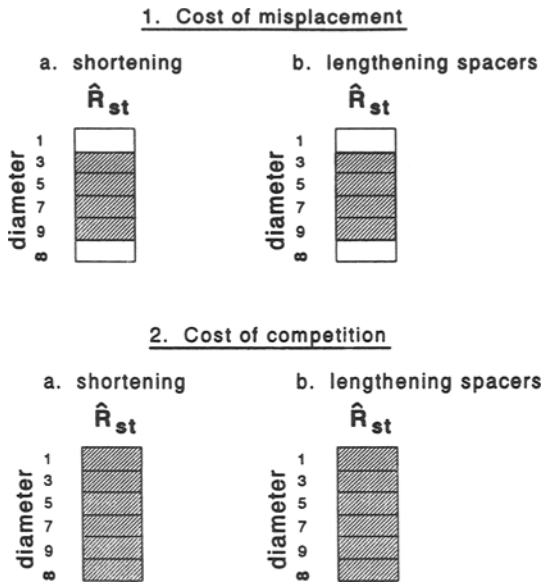 1. Cost of misplacement
a. shortening b. lengthening spacers
R̂st R̂st
diameter diameter
1 1
3 3
5 5
7 7
9 9
∞ ∞
2. Cost of competition
a. shortening b. lengthening spacers
R̂st R̂st
diameter diameter
1 1
3 3
5 5
7 7
9 9
∞ ∞